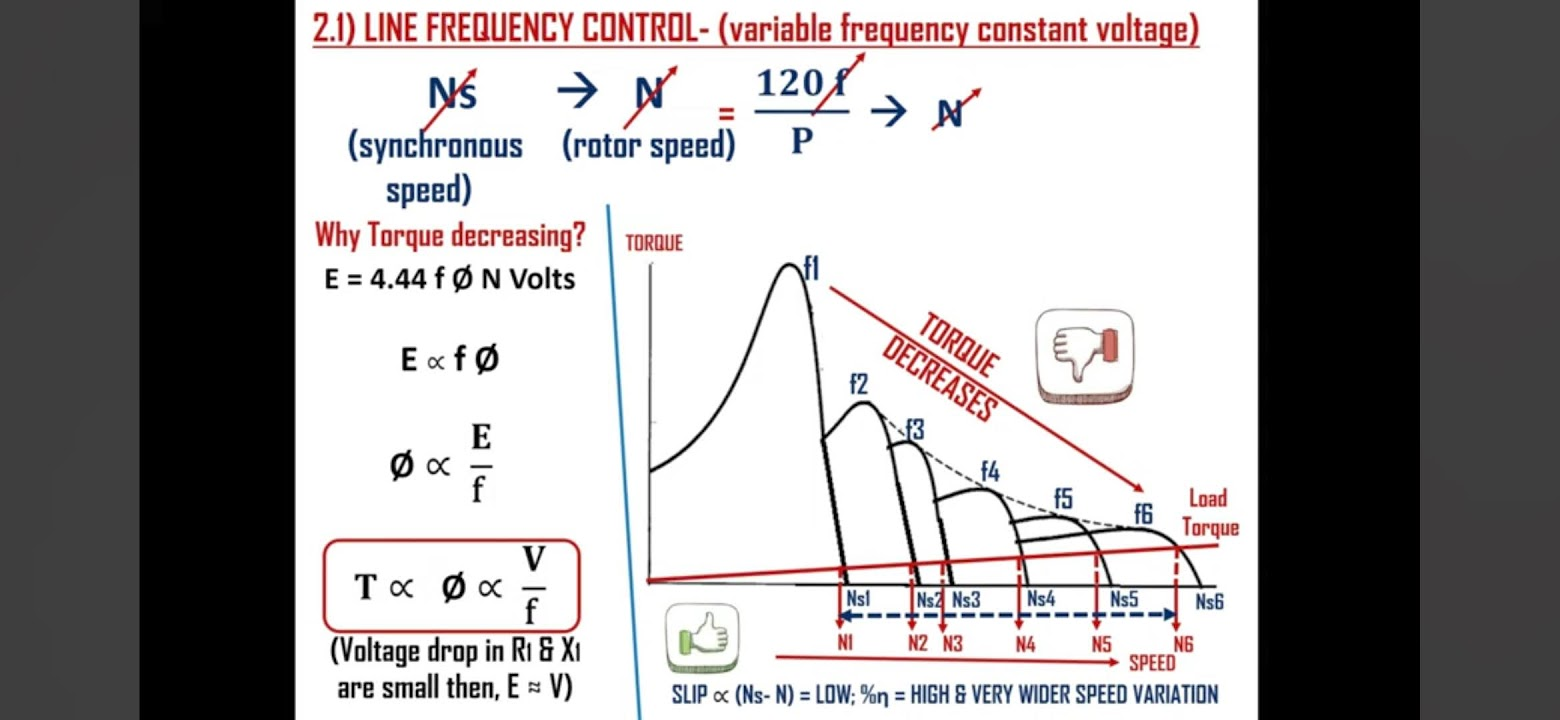 2.1) LINE FREQUENCY CONTROL- (variable frequency constant voltage)
Ns → N = 120 f / P → N
(synchronous speed) (rotor speed)
Why Torque decreasing?
E = 4.44 f Ø N Volts
E ∝ f Ø
Ø ∝ E / f
T ∝ Ø ∝ V / f
(Voltage drop in R1 & X1
are small then, E ≈ V)
TORQUE
f1
f2
f3
f4
f5
f6
TORQUE
DECREASES
Load
Torque
Ns1 Ns2 Ns3 Ns4 Ns5 Ns6
N1 N2 N3 N4 N5 N6
SPEED
SLIP ∝ (Ns- N) = LOW; %η = HIGH & VERY WIDER SPEED VARIATION